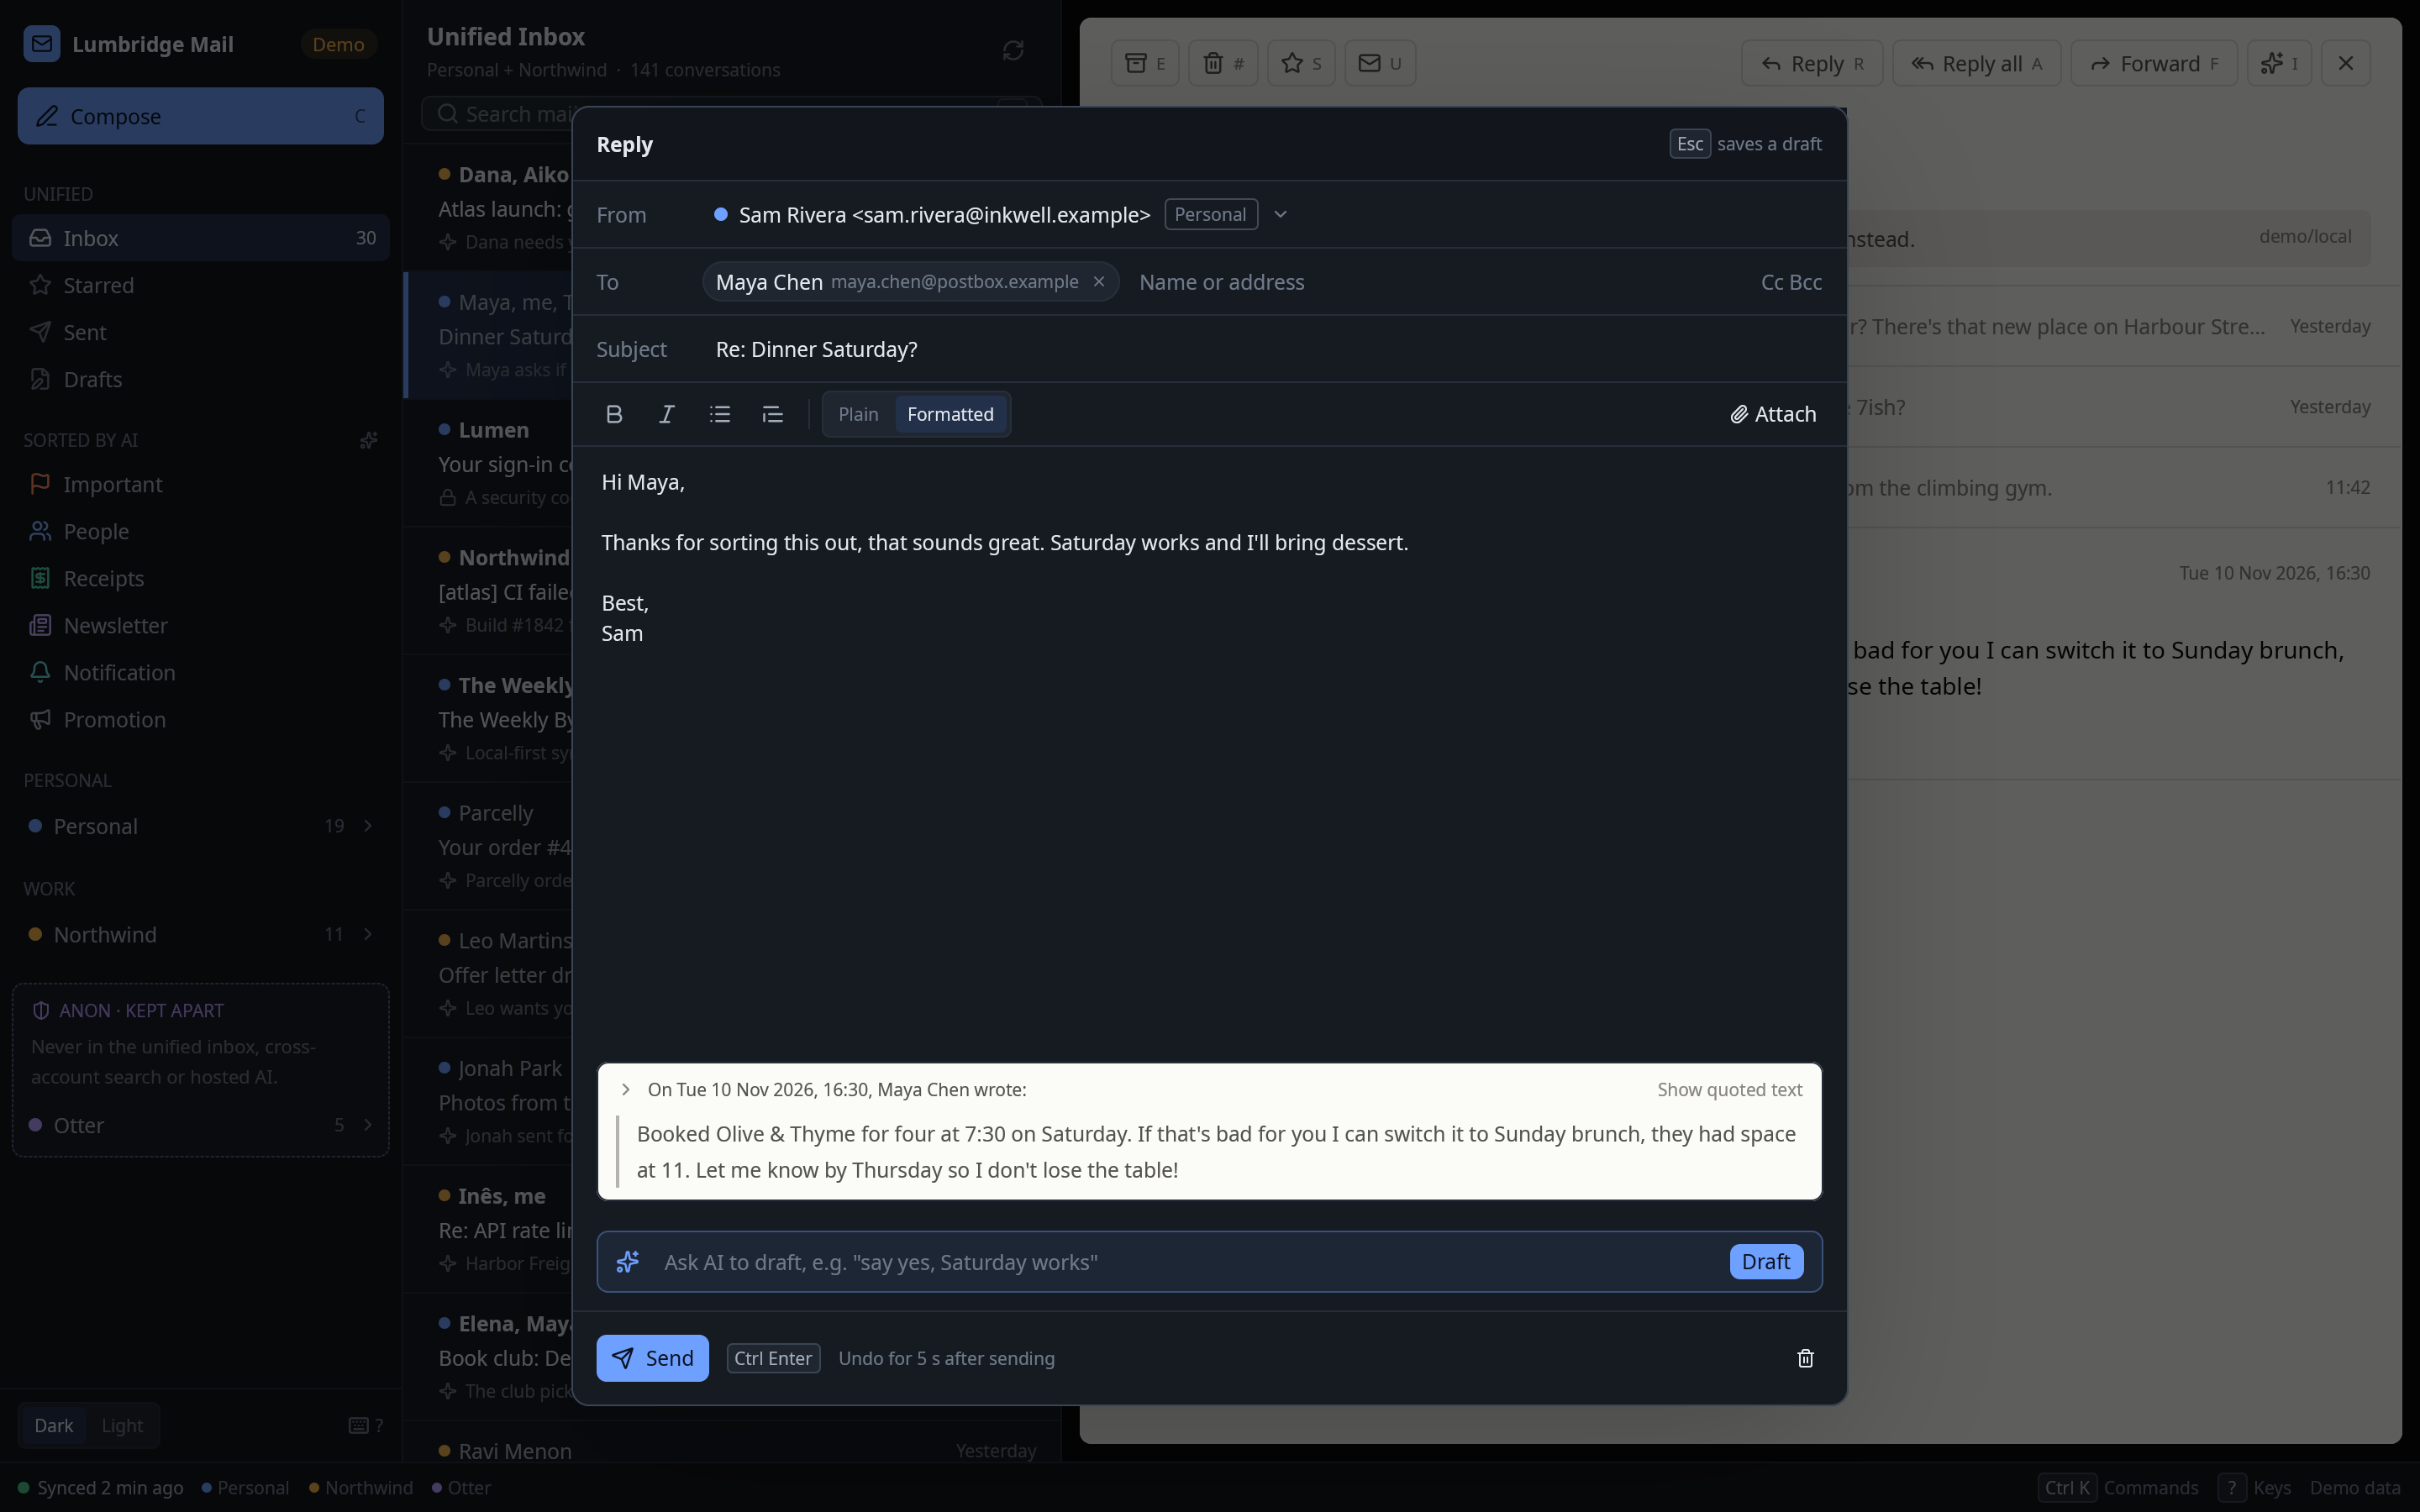 Lumbridge Mail
Demo
Compose
C
UNIFIED
Inbox
30
Starred
Sent
Drafts
SORTED BY AI
Important
People
Receipts
Newsletter
Notification
Promotion
PERSONAL
Personal
19
WORK
Northwind
11
ANON · KEPT APART
Never in the unified inbox, cross-
account search or hosted AI.
Otter
5
Dark
Light
?
Unified Inbox
Personal + Northwind · 141 conversations
Search mai
Dana, Aiko
Atlas launch:
Dana needs
Maya, me,
Dinner Saturd
Maya asks if
Lumen
Your sign-in
A security co
Northwind
[atlas] CI faile
Build #1842
The Weekly
The Weekly By
Local-first
Parcelly
Your order #4
Parcelly orde
Leo Martins
Offer letter
Leo wants
Jonah Park
Photos from
Jonah sent
Inês, me
Re: API rate
Harbor Freig
Elena, May
Book club: De
The club pick
Ravi Menon
Yesterday
E
#
S
U
Reply R
Reply all A
Forward F
I
nstead.
demo/local
r? There's that new place on Harbour Stre...
Yesterday
7ish?
Yesterday
om the climbing gym.
11:42
Tue 10 Nov 2026, 16:30
bad for you I can switch it to Sunday brunch,
se the table!
Reply
Esc saves a draft
From
Sam Rivera <sam.rivera@inkwell.example>
Personal
To
Maya Chen maya.chen@postbox.example
Name or address
Cc Bcc
Subject
Re: Dinner Saturday?
Plain
Formatted
Attach
Hi Maya,
Thanks for sorting this out, that sounds great. Saturday works and I'll bring dessert.
Best,
Sam
On Tue 10 Nov 2026, 16:30, Maya Chen wrote:
Show quoted text
Booked Olive & Thyme for four at 7:30 on Saturday. If that's bad for you I can switch it to Sunday brunch, they had space
at 11. Let me know by Thursday so I don't lose the table!
Ask AI to draft, e.g. "say yes, Saturday works"
Draft
Send
Ctrl Enter
Undo for 5 s after sending
Synced 2 min ago
Personal
Northwind
Otter
Ctrl K Commands
? Keys
Demo data